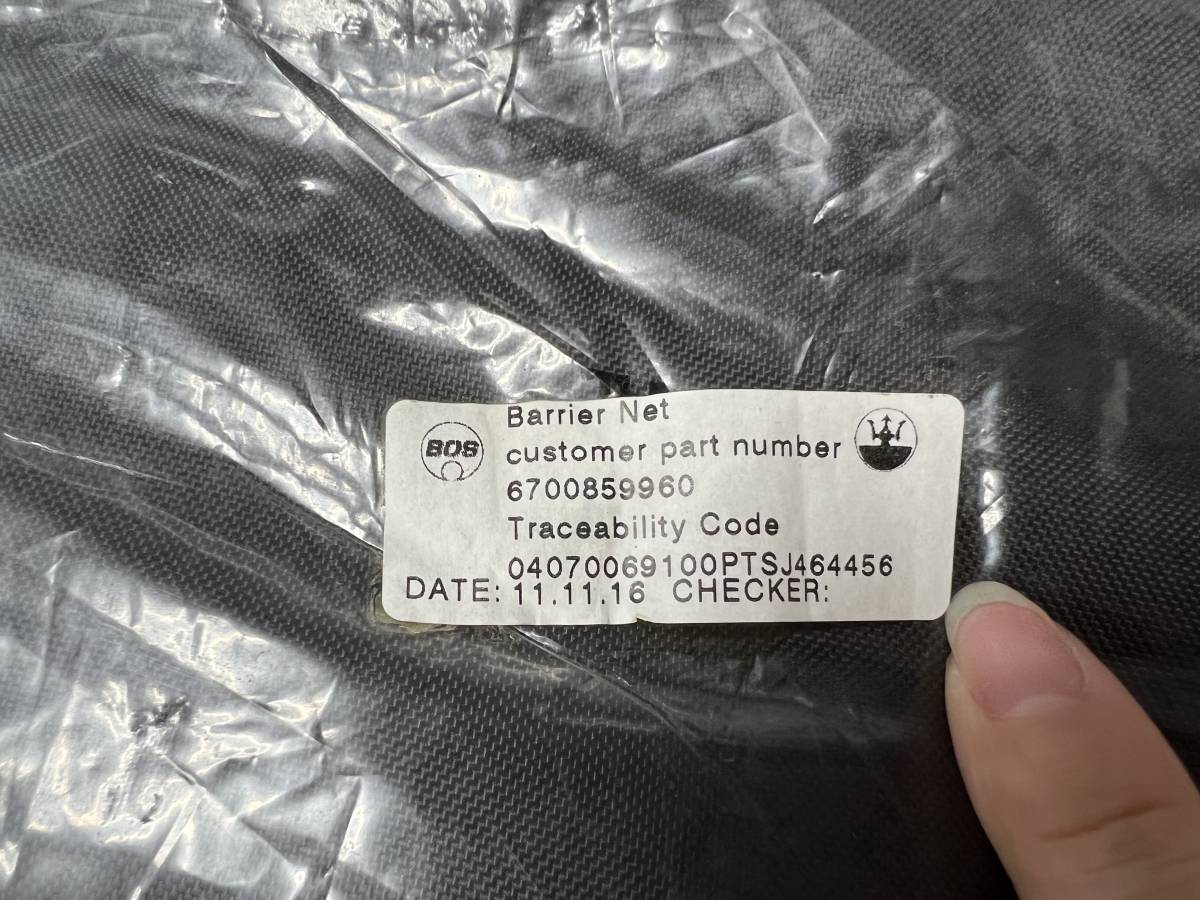 BOS
Barrier Net
customer part number
6700859960
Traceability Code
04070069100PTSJ464456
DATE: 11.11.16 CHECKER: